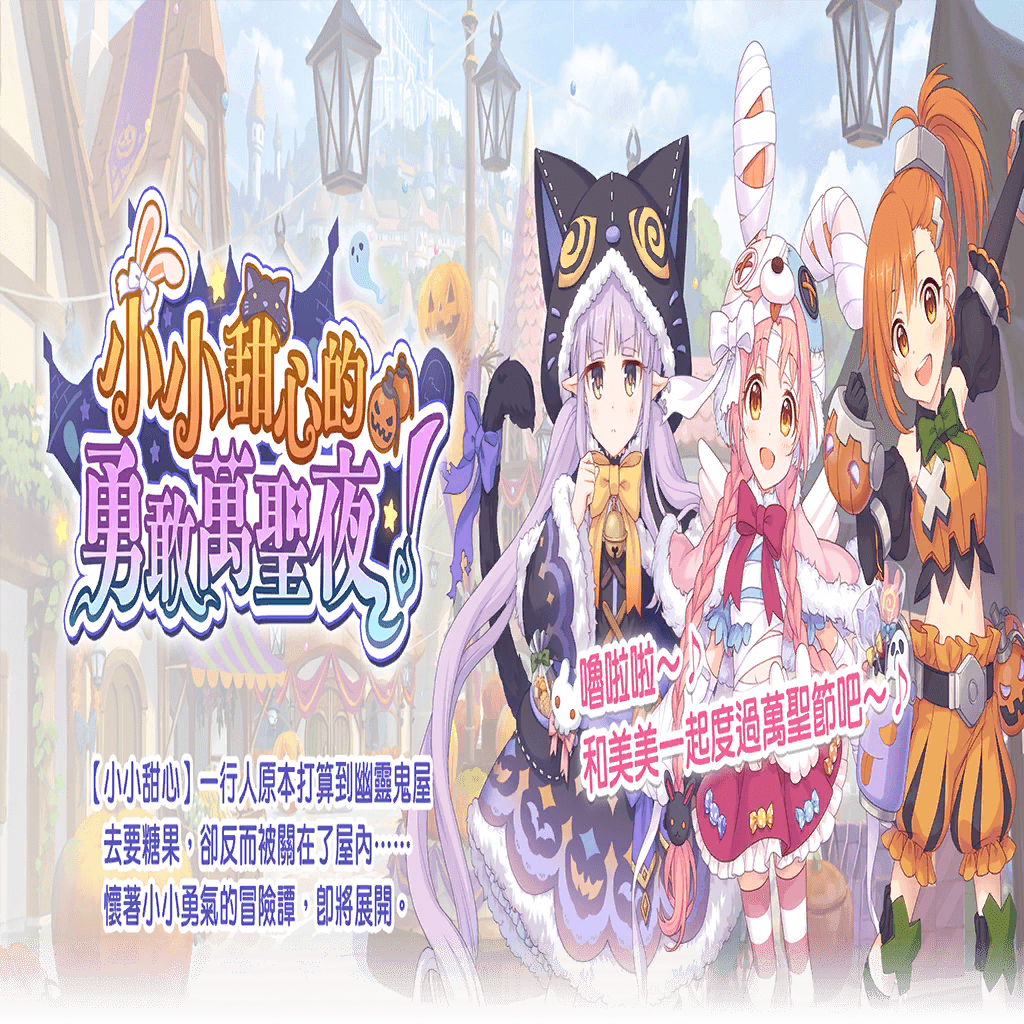 小小甜心的
勇敢萬聖夜！
嚕啦啦～♪
和美美一起度過萬聖節吧～♪
【小小甜心】一行人原本打算到幽靈鬼屋
去要糖果，卻反而被關在了屋內……
懷著小小勇氣的冒險譚，即將展開。